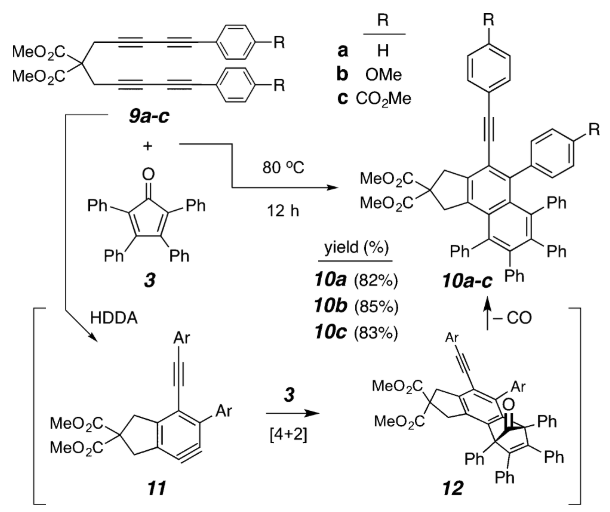 R
R
a H
b OMe
c CO₂Me
R
MeO₂C
MeO₂C
R
R
9a-c
+
O
Ph Ph
Ph Ph
3
80 °C
12 h
R
R
MeO₂C
MeO₂C
Ph
Ph
Ph
Ph
10a-c
yield (%)
10a (82%)
10b (85%)
10c (83%)
HDDA
– CO
Ar
Ar
MeO₂C
MeO₂C
11
3
[4+2]
Ar
Ar
MeO₂C
MeO₂C
O
Ph
Ph
Ph
Ph
12